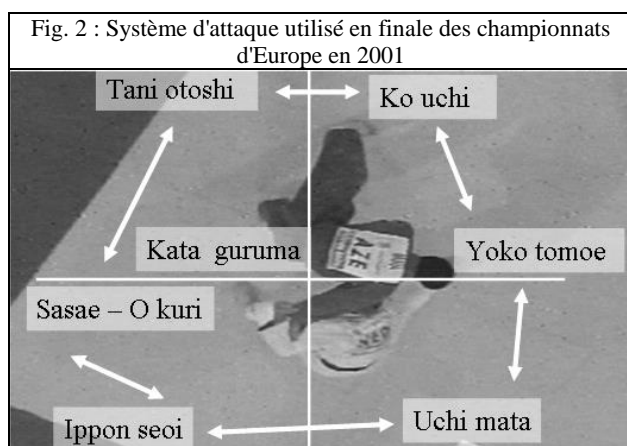 Fig. 2 : Système d'attaque utilisé en finale des championnats
d'Europe en 2001
Tani otoshi
Ko uchi
Kata guruma
AZE
Yoko tomoe
Sasae – O kuri
Ippon seoi
Uchi mata